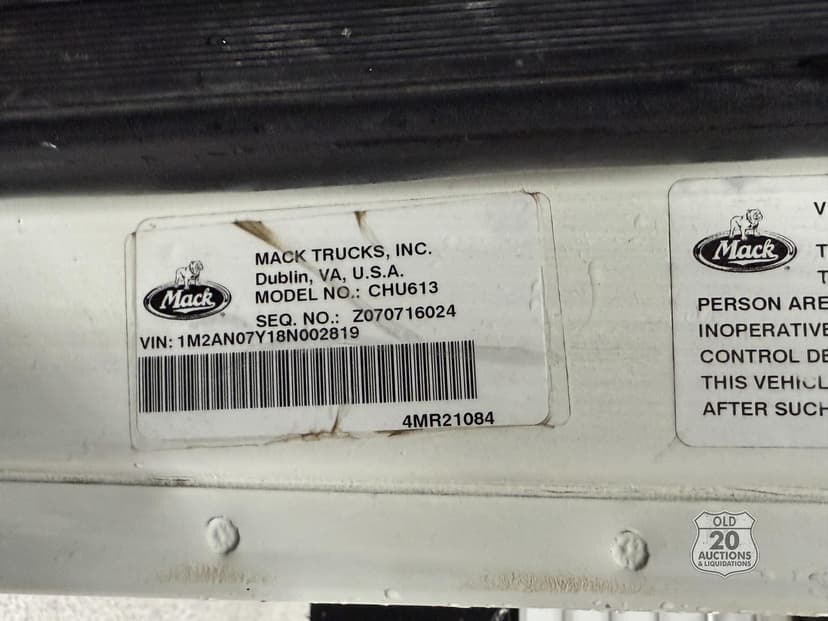 Mack
MACK TRUCKS, INC.
Dublin, VA, U.S.A.
MODEL NO.: CHU613
SEQ. NO.: Z070716024
VIN: 1M2AN07Y18N002819
4MR21084
Mack
V
T
T
PERSON ARE
INOPERATIVE
CONTROL DE
THIS VEHICL
AFTER SUCH
OLD
20
AUCTIONS
& LIQUIDATIONS